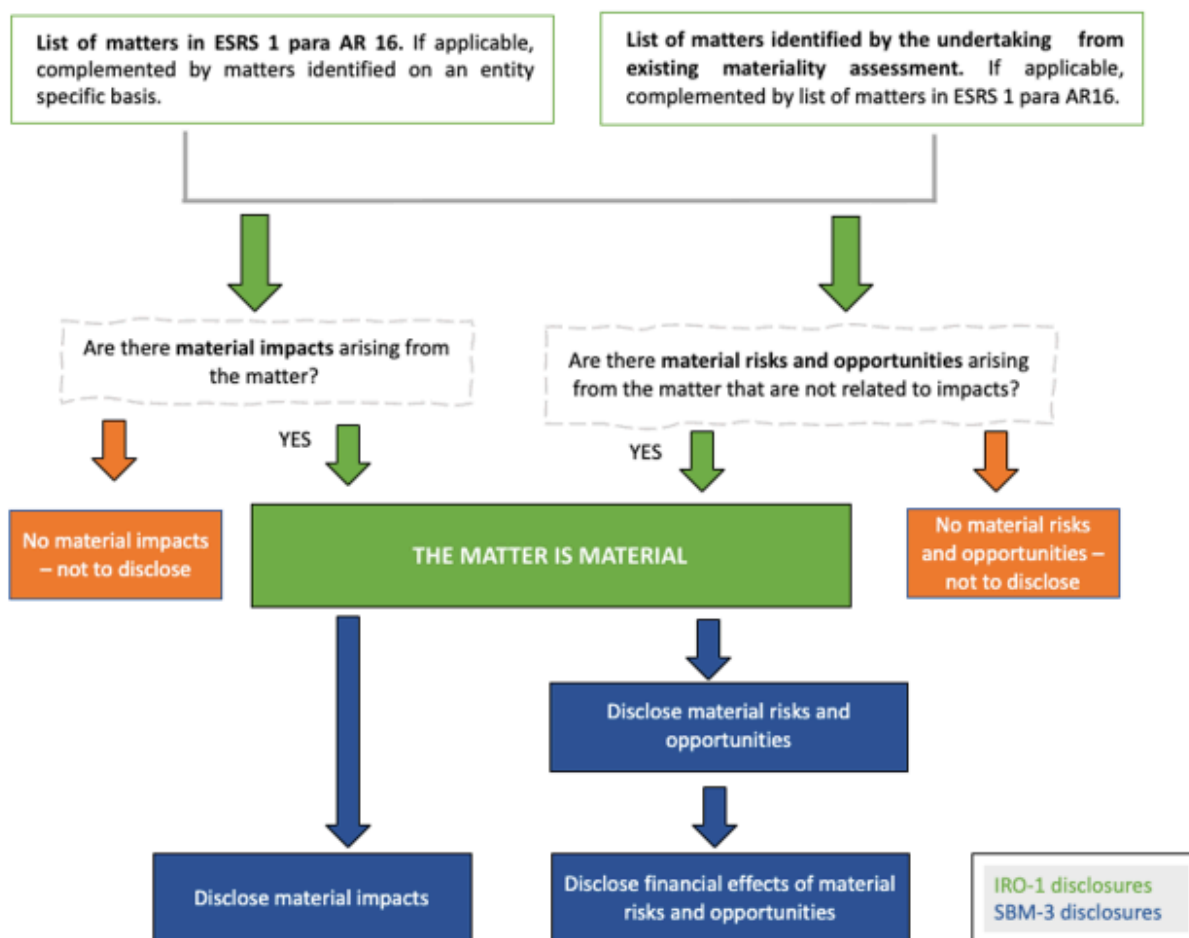 List of matters in ESRS 1 para AR 16. If applicable,
complemented by matters identified on an entity
specific basis.
List of matters identified by the undertaking from
existing materiality assessment. If applicable,
complemented by list of matters in ESRS 1 para AR16.
Are there material impacts arising from
the matter?
Are there material risks and opportunities arising
from the matter that are not related to impacts?
YES
YES
No material impacts
– not to disclose
THE MATTER IS MATERIAL
No material risks
and opportunities –
not to disclose
Disclose material risks and
opportunities
Disclose material impacts
Disclose financial effects of material
risks and opportunities
IRO-1 disclosures
SBM-3 disclosures